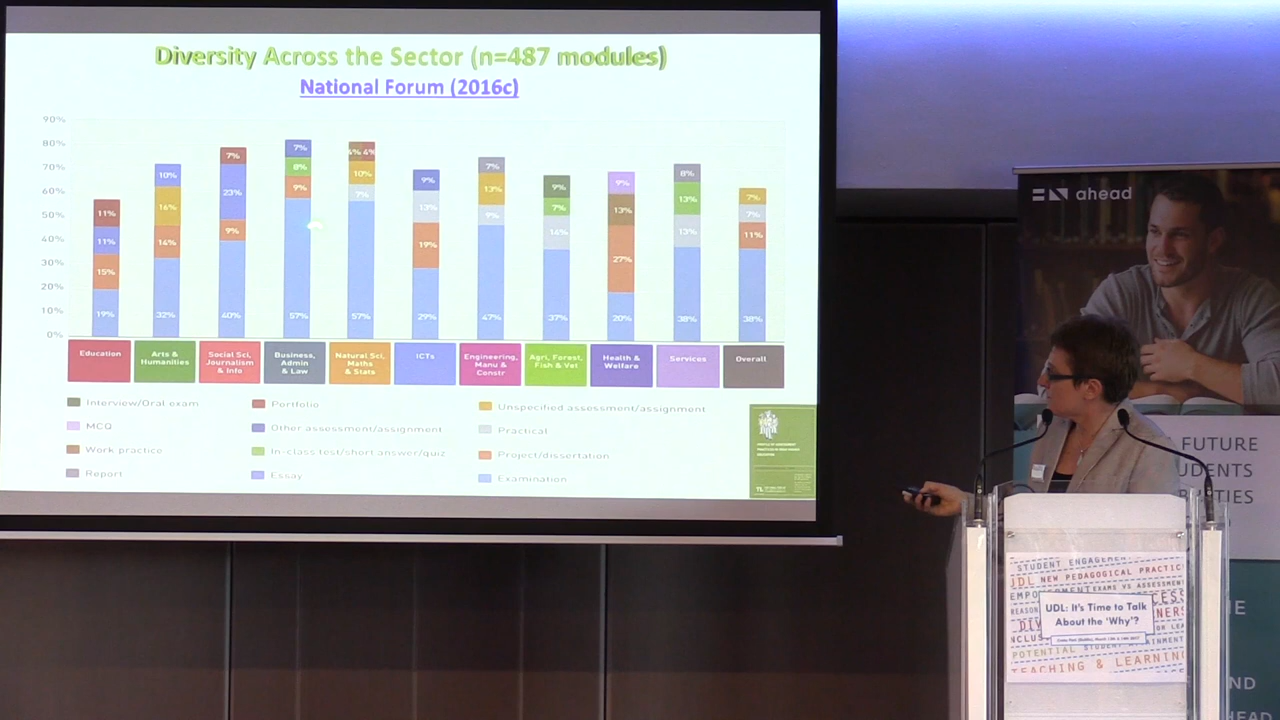 Diversity Across the Sector (n=487 modules)
National Forum (2016c)
90%
80%
70%
60%
50%
40%
30%
20%
10%
0%
11%
11%
15%
19%
10%
16%
14%
32%
7%
23%
9%
40%
7%
8%
9%
57%
4%
10%
7%
57%
9%
13%
19%
29%
7%
13%
9%
47%
9%
7%
14%
37%
9%
13%
27%
20%
8%
13%
13%
38%
7%
7%
11%
38%
Education
Arts &
Humanities
Social Sci,
Journalism
& Info
Business,
Admin
& Law
Natural Sci,
Maths
& Stats
ICTs
Engineering,
Manu &
Constr
Agri, Forest,
Fish & Vet
Health &
Welfare
Services
Overall
Interview/Oral exam
MCQ
Work practice
Report
Portfolio
Other assessment/assignment
In-class test/short answer/quiz
Essay
Unspecified assessment/assignment
Practical
Project/dissertation
Examination
ahead
FUTURE
STUDENT ENGAGEMENT
UDL NEW PEDAGOGICAL PRACTIC
EXAMS VS ASSESSMENT
UDL: It's Time to Talk
About the 'Why'?
POTENTIAL STUDENT
TEACHING & LEARNING